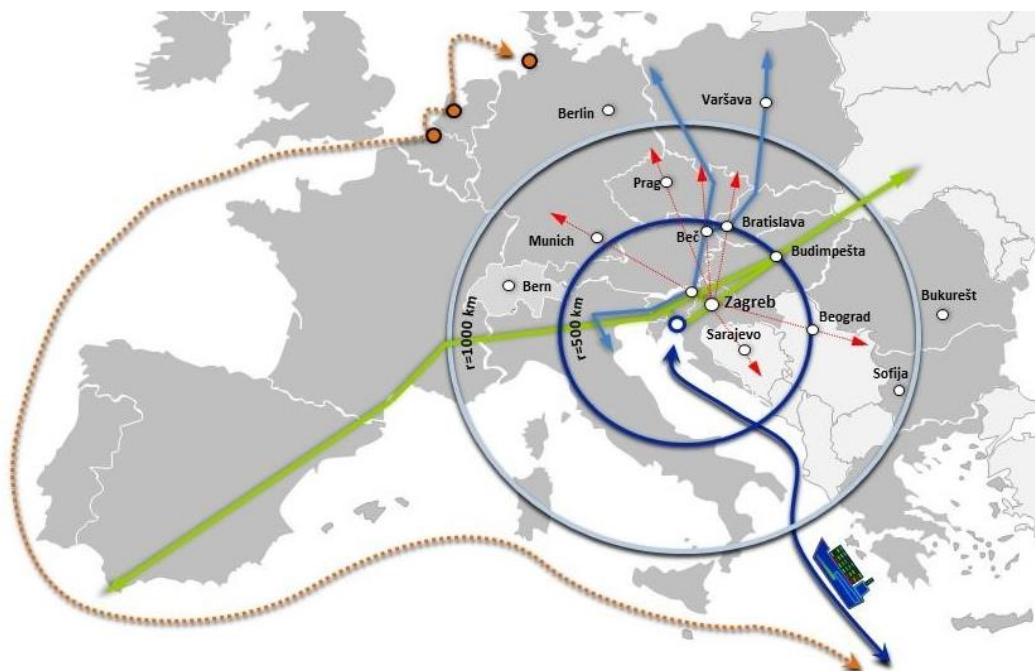 Varšava
Berlin
Prag
Bratislava
Munich
Beč
Budimpešta
Bern
Bukurešt
Zagreb
Beograd
r=1000 km
r=500 km
Sarajevo
Sofija